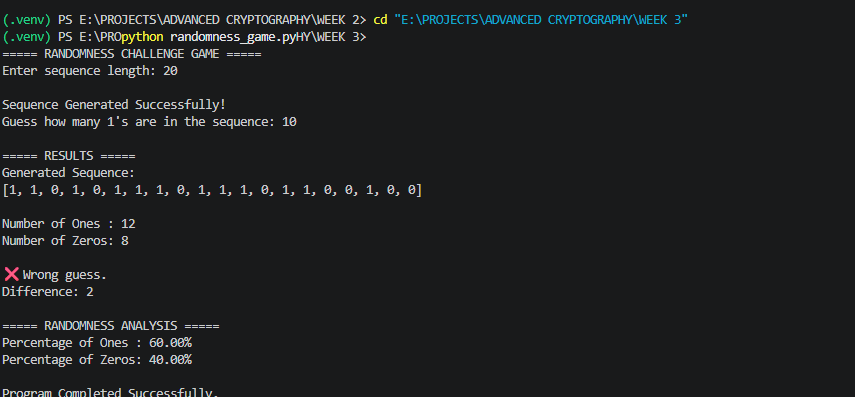 (.venv) PS E:\PROJECTS\ADVANCED CRYPTOGRAPHY\WEEK 2> cd "E:\PROJECTS\ADVANCED CRYPTOGRAPHY\WEEK 3"
(.venv) PS E:\PROpython randomness_game.pyHY\WEEK 3>
===== RANDOMNESS CHALLENGE GAME =====
Enter sequence length: 20
Sequence Generated Successfully!
Guess how many 1's are in the sequence: 10
===== RESULTS =====
Generated Sequence:
[1, 1, 0, 1, 0, 1, 1, 1, 0, 1, 1, 1, 0, 1, 1, 0, 0, 1, 0, 0]
Number of Ones : 12
Number of Zeros: 8
❌ Wrong guess.
Difference: 2
===== RANDOMNESS ANALYSIS =====
Percentage of Ones : 60.00%
Percentage of Zeros: 40.00%
Program Completed Successfully.